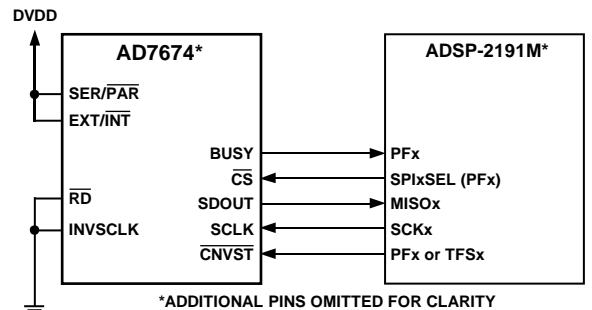 DVDD
AD7674*
ADSP-2191M*
SER/PAR
EXT/INT
BUSY
PFx
CS
SPIxSEL (PFx)
RD
SDOUT
MISOx
INVSCLK
SCLK
SCKx
CNVST
PFx or TFSx
*ADDITIONAL PINS OMITTED FOR CLARITY